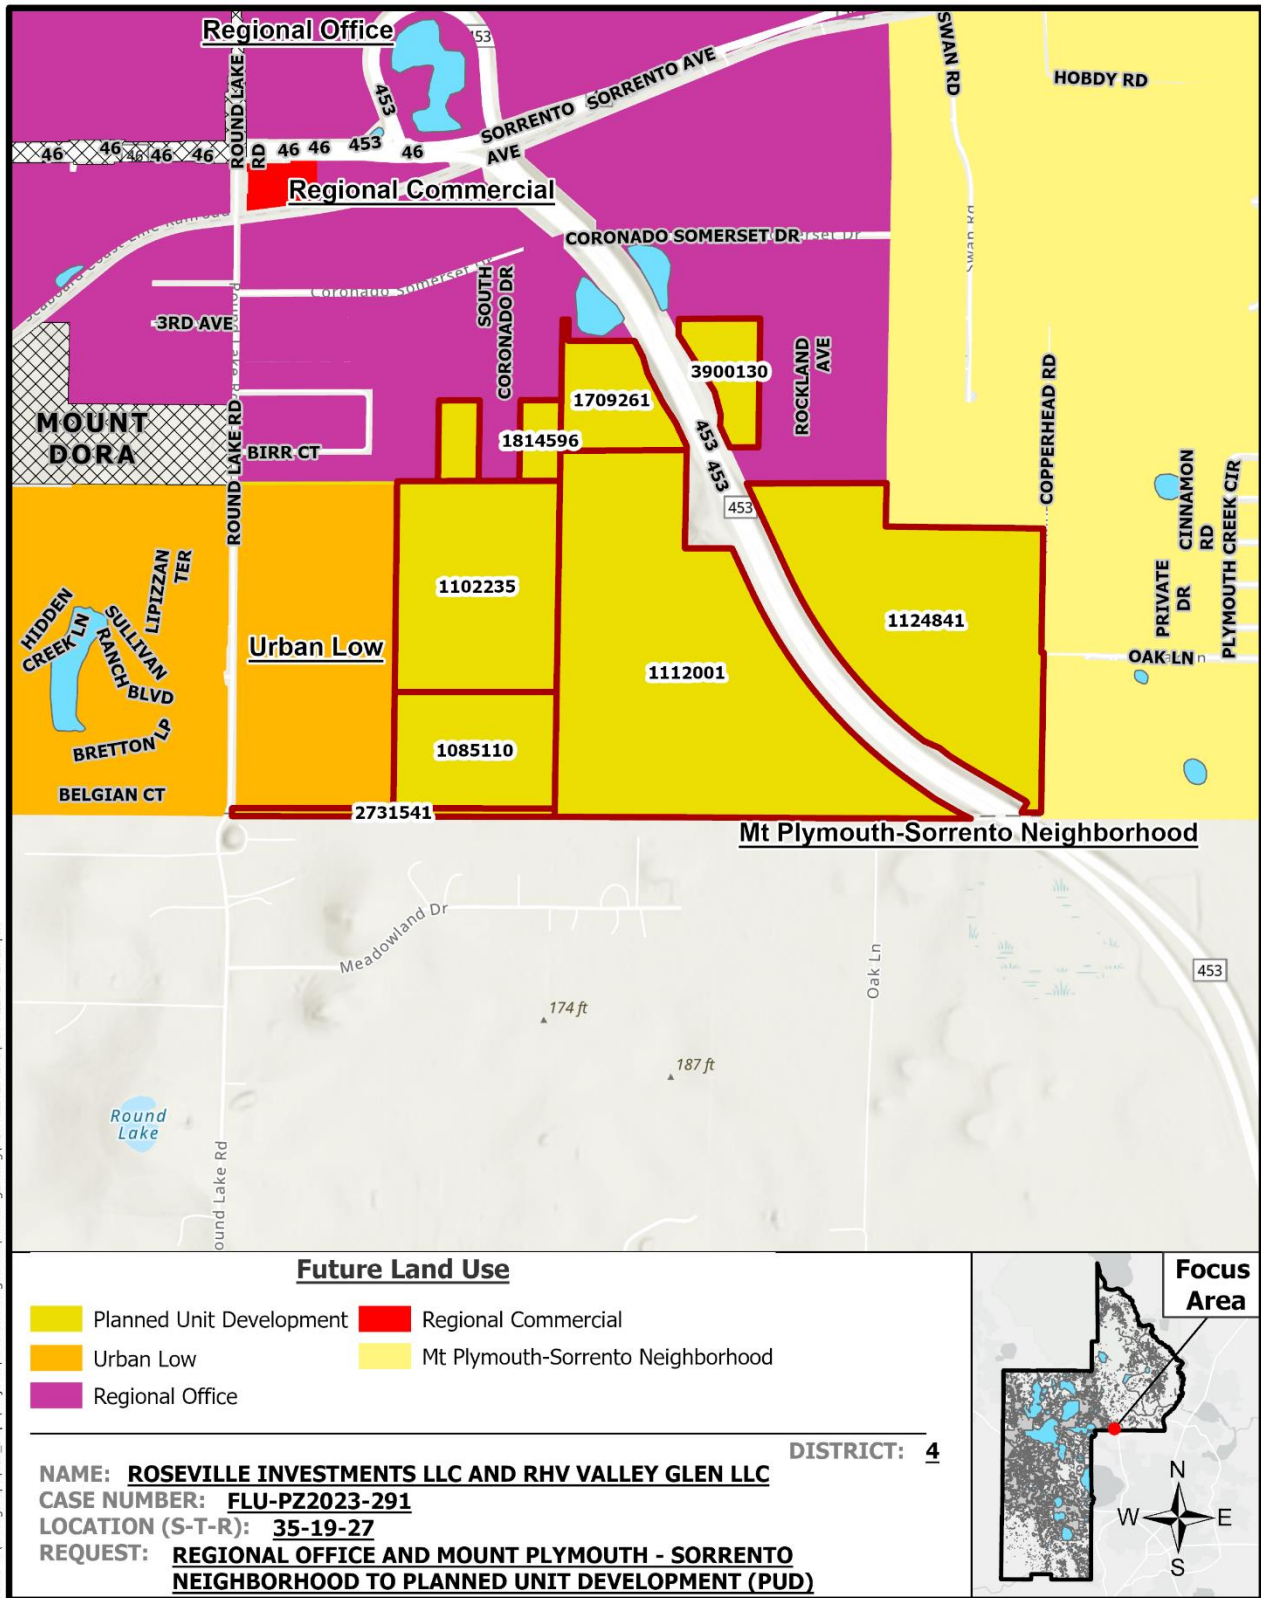 Regional Office
453
ROUND LAKE
RD
453
SORRENTO
AVE
SORRENTO AVE
SWAN RD
HOBDY RD
46
46
46
46
46
46
46
453
46
Regional Commercial
CORONADO SOMERSET DR
Coronado Somerset
Swan Rd
SOUTH
CORONADO DR
3RD AVE
ROUND LAKE RD
3900130
ROCKLAND
AVE
1709261
COPPERHEAD RD
MOUNT
DORA
1814596
BIRR CT
453
453
453
CINNAMON
RD
PLYMOUTH CREEK CIR
PRIVATE
DR
OAK LN
LIPIZZAN
TER
HIDDEN
CREEK LN
SULLIVAN
RANCH
BLVD
BRETTON LP
BELGIAN CT
Urban Low
1102235
1112001
1124841
1085110
2731541
Mt Plymouth-Sorrento Neighborhood
Meadowland Dr
Oak Ln
453
174 ft
187 ft
Round
Lake
ound Lake Rd
Future Land Use
Planned Unit Development
Regional Commercial
Urban Low
Mt Plymouth-Sorrento Neighborhood
Regional Office
Focus
Area
DISTRICT: 4
NAME: ROSEVILLE INVESTMENTS LLC AND RHV VALLEY GLEN LLC
CASE NUMBER: FLU-PZ2023-291
LOCATION (S-T-R): 35-19-27
REQUEST: REGIONAL OFFICE AND MOUNT PLYMOUTH - SORRENTO
NEIGHBORHOOD TO PLANNED UNIT DEVELOPMENT (PUD)
N
W
E
S